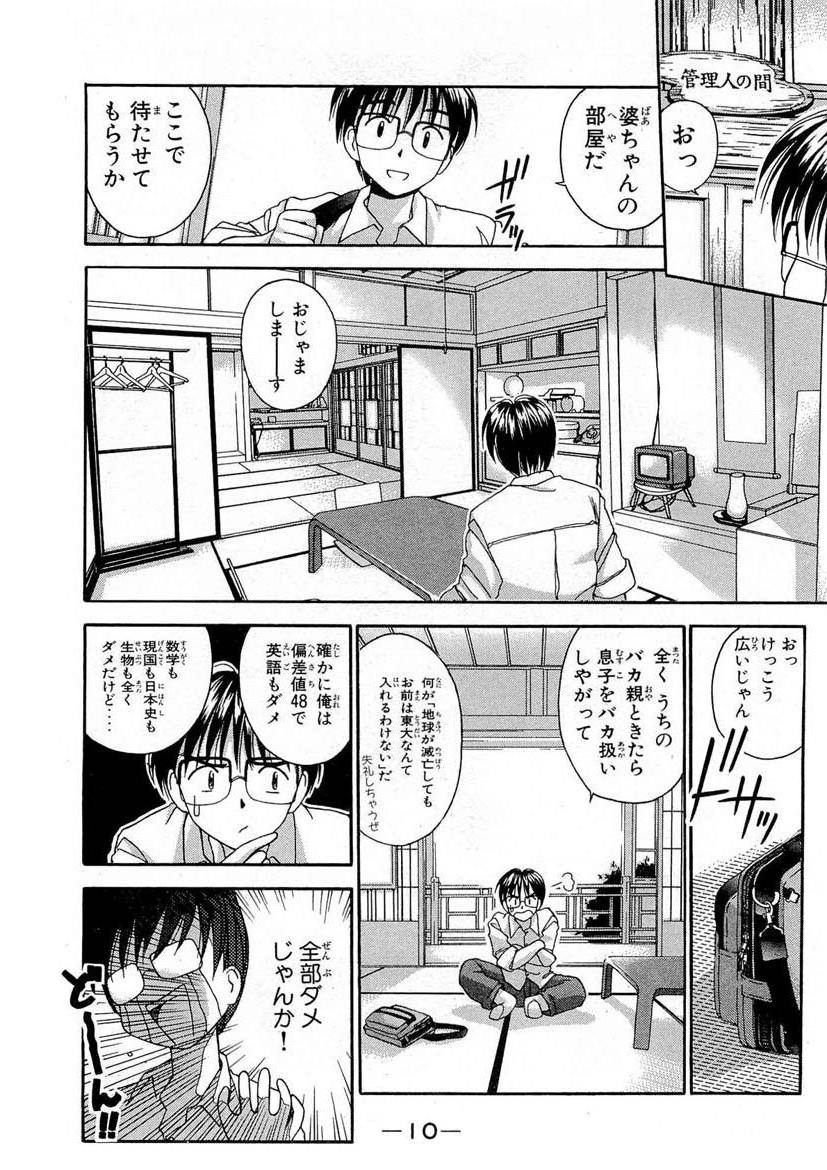 管理人の間
おっ
婆ちゃんの
部屋だ
ガラッ
ここで
待たせて
もらうか
おじゃま
しまーーす
おっ
けっこう
広いじゃん
ドサッ
全く うちの
バカ親ときたら
息子をバカ扱い
しやがって
何が「地球が滅亡しても
お前は東大なんて
入れるわけない」だ
失礼しちゃうぜ
確かに俺は
偏差値48で
英語もダメ
数学も
現国も日本史も
生物も全く
ダメだけど‥‥
全部ダメ
じゃんか!
ど〜〜ん!!
—10—